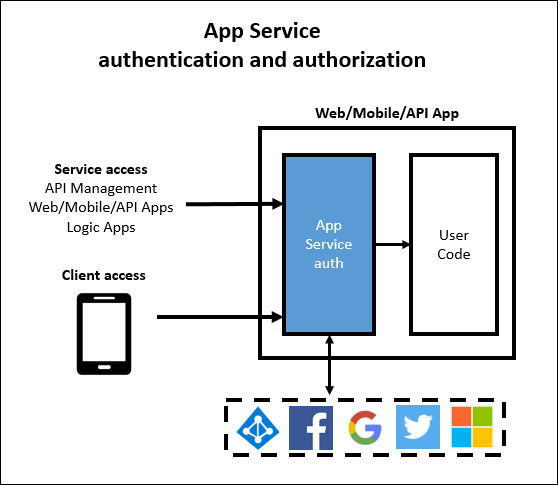 App Service
authentication and authorization
Web/Mobile/API App
Service access
API Management
Web/Mobile/API Apps
Logic Apps
App
Service
auth
User
Code
Client access